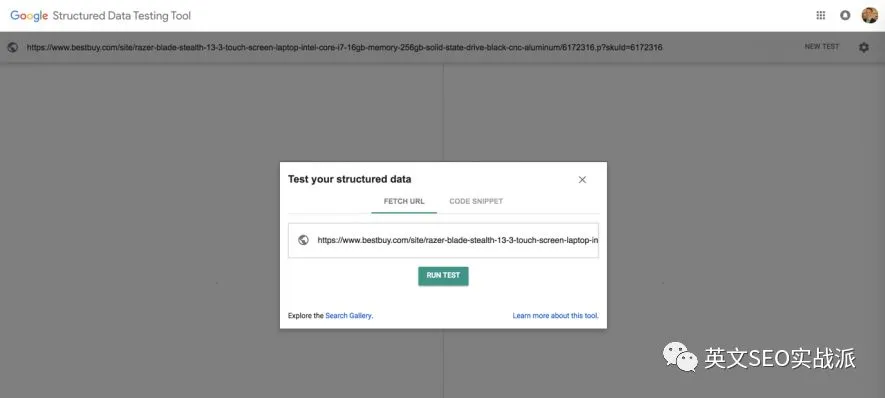 Google Structured Data Testing Tool
https://www.bestbuy.com/site/razer-blade-stealth-13-3-touch-screen-laptop-intel-core-i7-16gb-memory-256gb-solid-state-drive-black-cnc-aluminum/6172316.p?skuId=6172316
NEW TEST
Test your structured data
FETCH URL
CODE SNIPPET
https://www.bestbuy.com/site/razer-blade-stealth-13-3-touch-screen-laptop-in
RUN TEST
Explore the Search Gallery.
Learn more about this tool.
英文SEO实战派